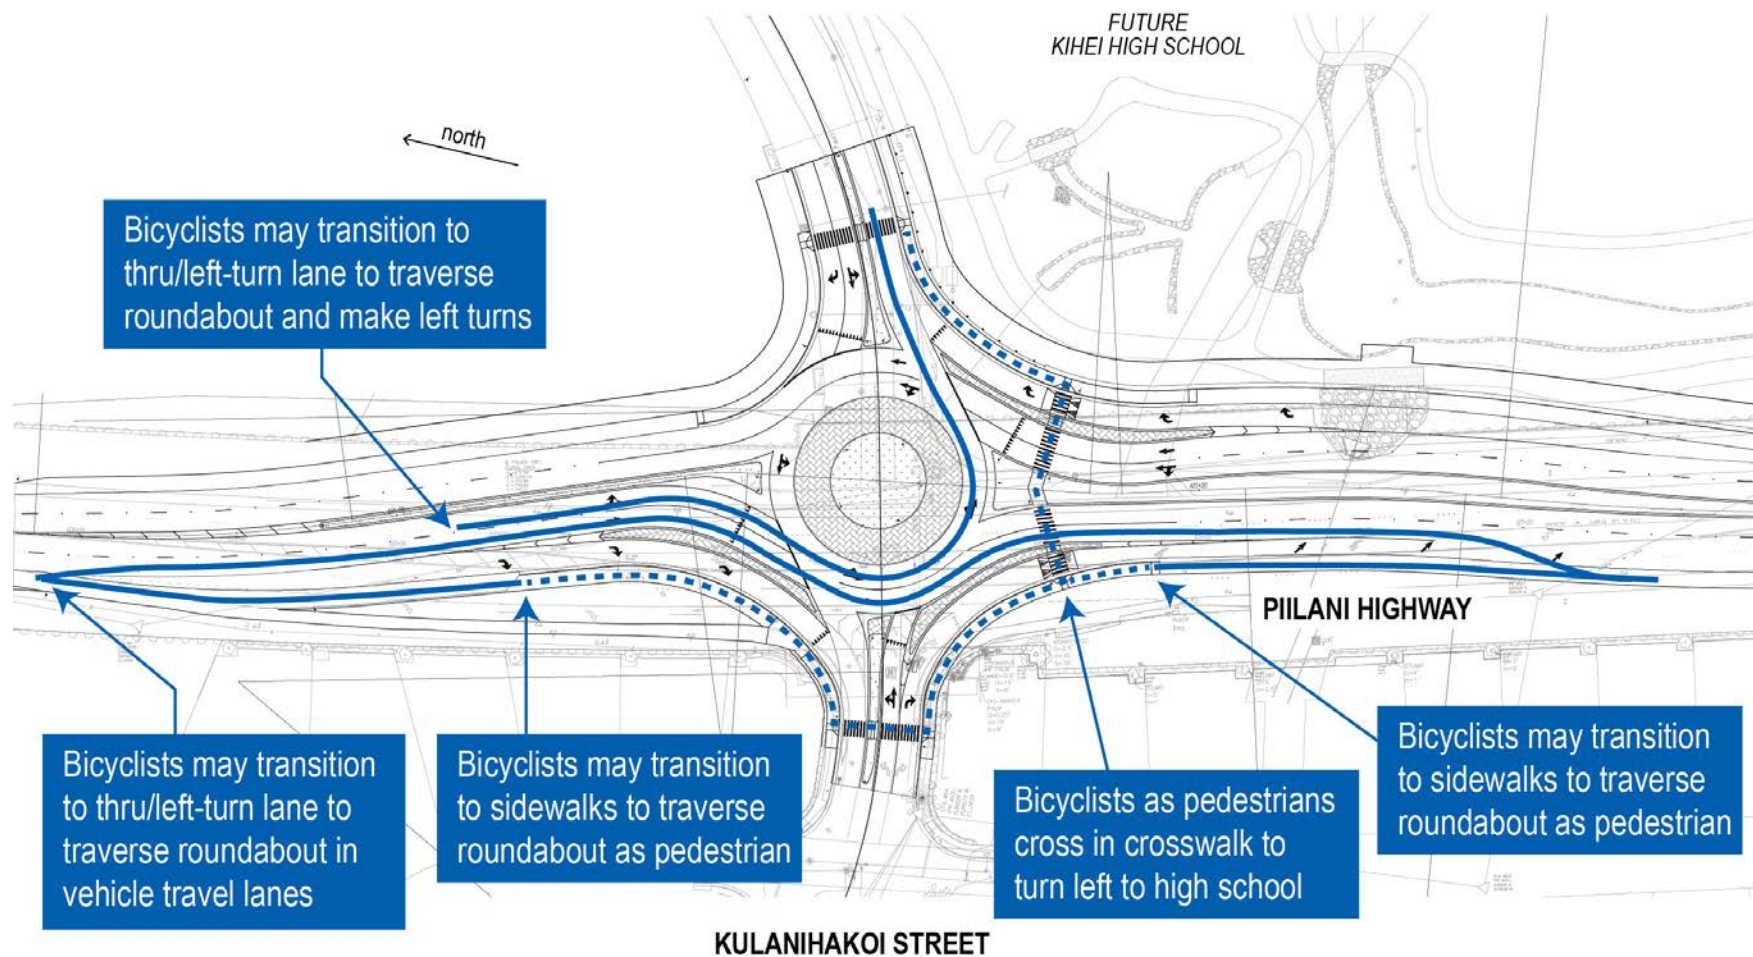 FUTURE
KIHEI HIGH SCHOOL
north
Bicyclists may transition to
thru/left-turn lane to traverse
roundabout and make left turns
PIILANI HIGHWAY
Bicyclists may transition
to thru/left-turn lane to
traverse roundabout in
vehicle travel lanes
Bicyclists may transition
to sidewalks to traverse
roundabout as pedestrian
Bicyclists as pedestrians
cross in crosswalk to
turn left to high school
Bicyclists may transition
to sidewalks to traverse
roundabout as pedestrian
KULANIHAKOI STREET